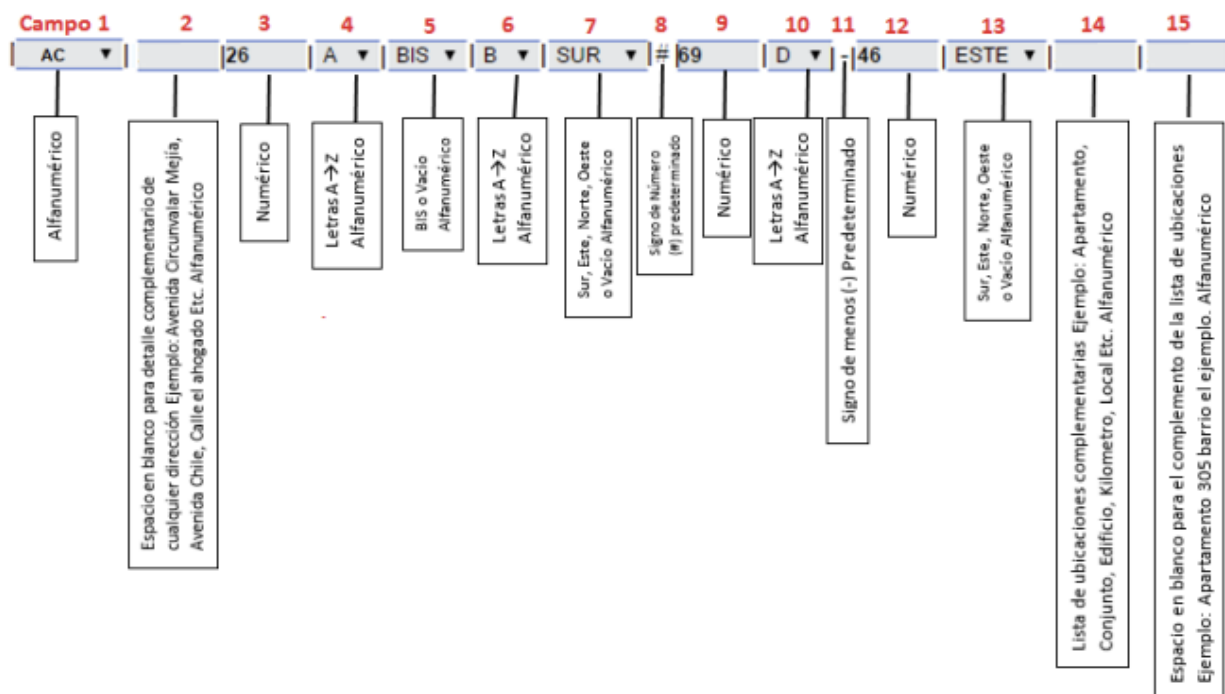 Campo 1 2 3 4 5 6 7 8 9 10 11 12 13 14 15
AC ▼ 26 A ▼ BIS ▼ B ▼ SUR ▼ # 69 D ▼ - 46 ESTE ▼
Alfanumérico
Espacio en blanco para detalle complementario de
cualquier dirección Ejemplo: Avenida Circunvalar Mejía,
Avenida Chile, Calle el ahogado Etc. Alfanumérico
Numérico
Letras A→Z
Alfanumérico
BIS o Vacio
Alfanumérico
Letras A→Z
Alfanumérico
Sur, Este, Norte, Oeste
o Vacio Alfanumérico
Signo de Número
(#) predeterminado
Numérico
Letras A→Z
Alfanumérico
Signo de menos (-) Predeterminado
Numérico
Sur, Este, Norte, Oeste
o Vacio Alfanumérico
Lista de ubicaciones complementarias Ejemplo: Apartamento,
Conjunto, Edificio, Kilometro, Local Etc. Alfanumérico
Espacio en blanco para el complemento de la lista de ubicaciones
Ejemplo: Apartamento 305 barrio el ejemplo. Alfanumérico